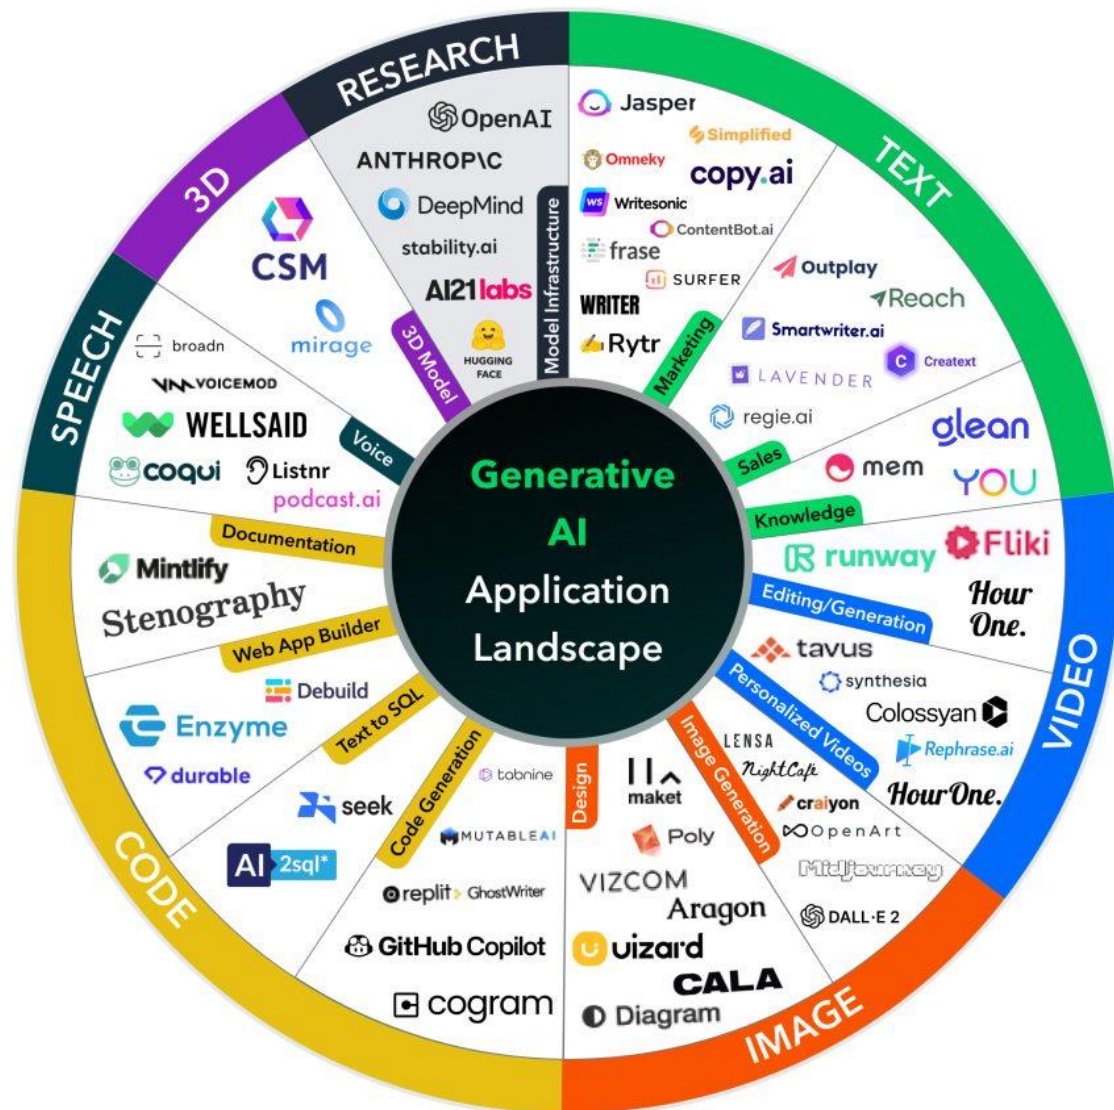 Generative
AI
Application
Landscape
RESEARCH
Model Infrastructure
OpenAI
ANTHROP\C
DeepMind
stability.ai
AI21labs
HUGGING
FACE
TEXT
Marketing
Jasper
Simplified
Omneky
copy.ai
WS Writesonic
ContentBot.ai
frase
SURFER
WRITER
Rytr
Sales
Outplay
Reach
Smartwriter.ai
C Creatext
LAVENDER
regie.ai
Knowledge
glean
mem
YOU
VIDEO
Editing/Generation
runway
Fliki
Hour
One.
Personalized Videos
tavus
synthesia
Colossyan
Rephrase.ai
HourOne.
IMAGE
Image Generation
LENSA
NightCafe
craiyon
OpenArt
Midjourney
DALL·E 2
Design
maket
Poly
VIZCOM
Aragon
uizard
CALA
Diagram
CODE
Code Generation
tabnine
MUTABLEAI
replit GhostWriter
GitHub Copilot
cogram
Text to SQL
seek
AI 2sql*
Web App Builder
Debuild
Enzyme
durable
Documentation
Mintlify
Stenography
SPEECH
Voice
broadn
VOICEMOD
WELLSAID
coqui
Listnr
podcast.ai
3D
3D Model
CSM
mirage